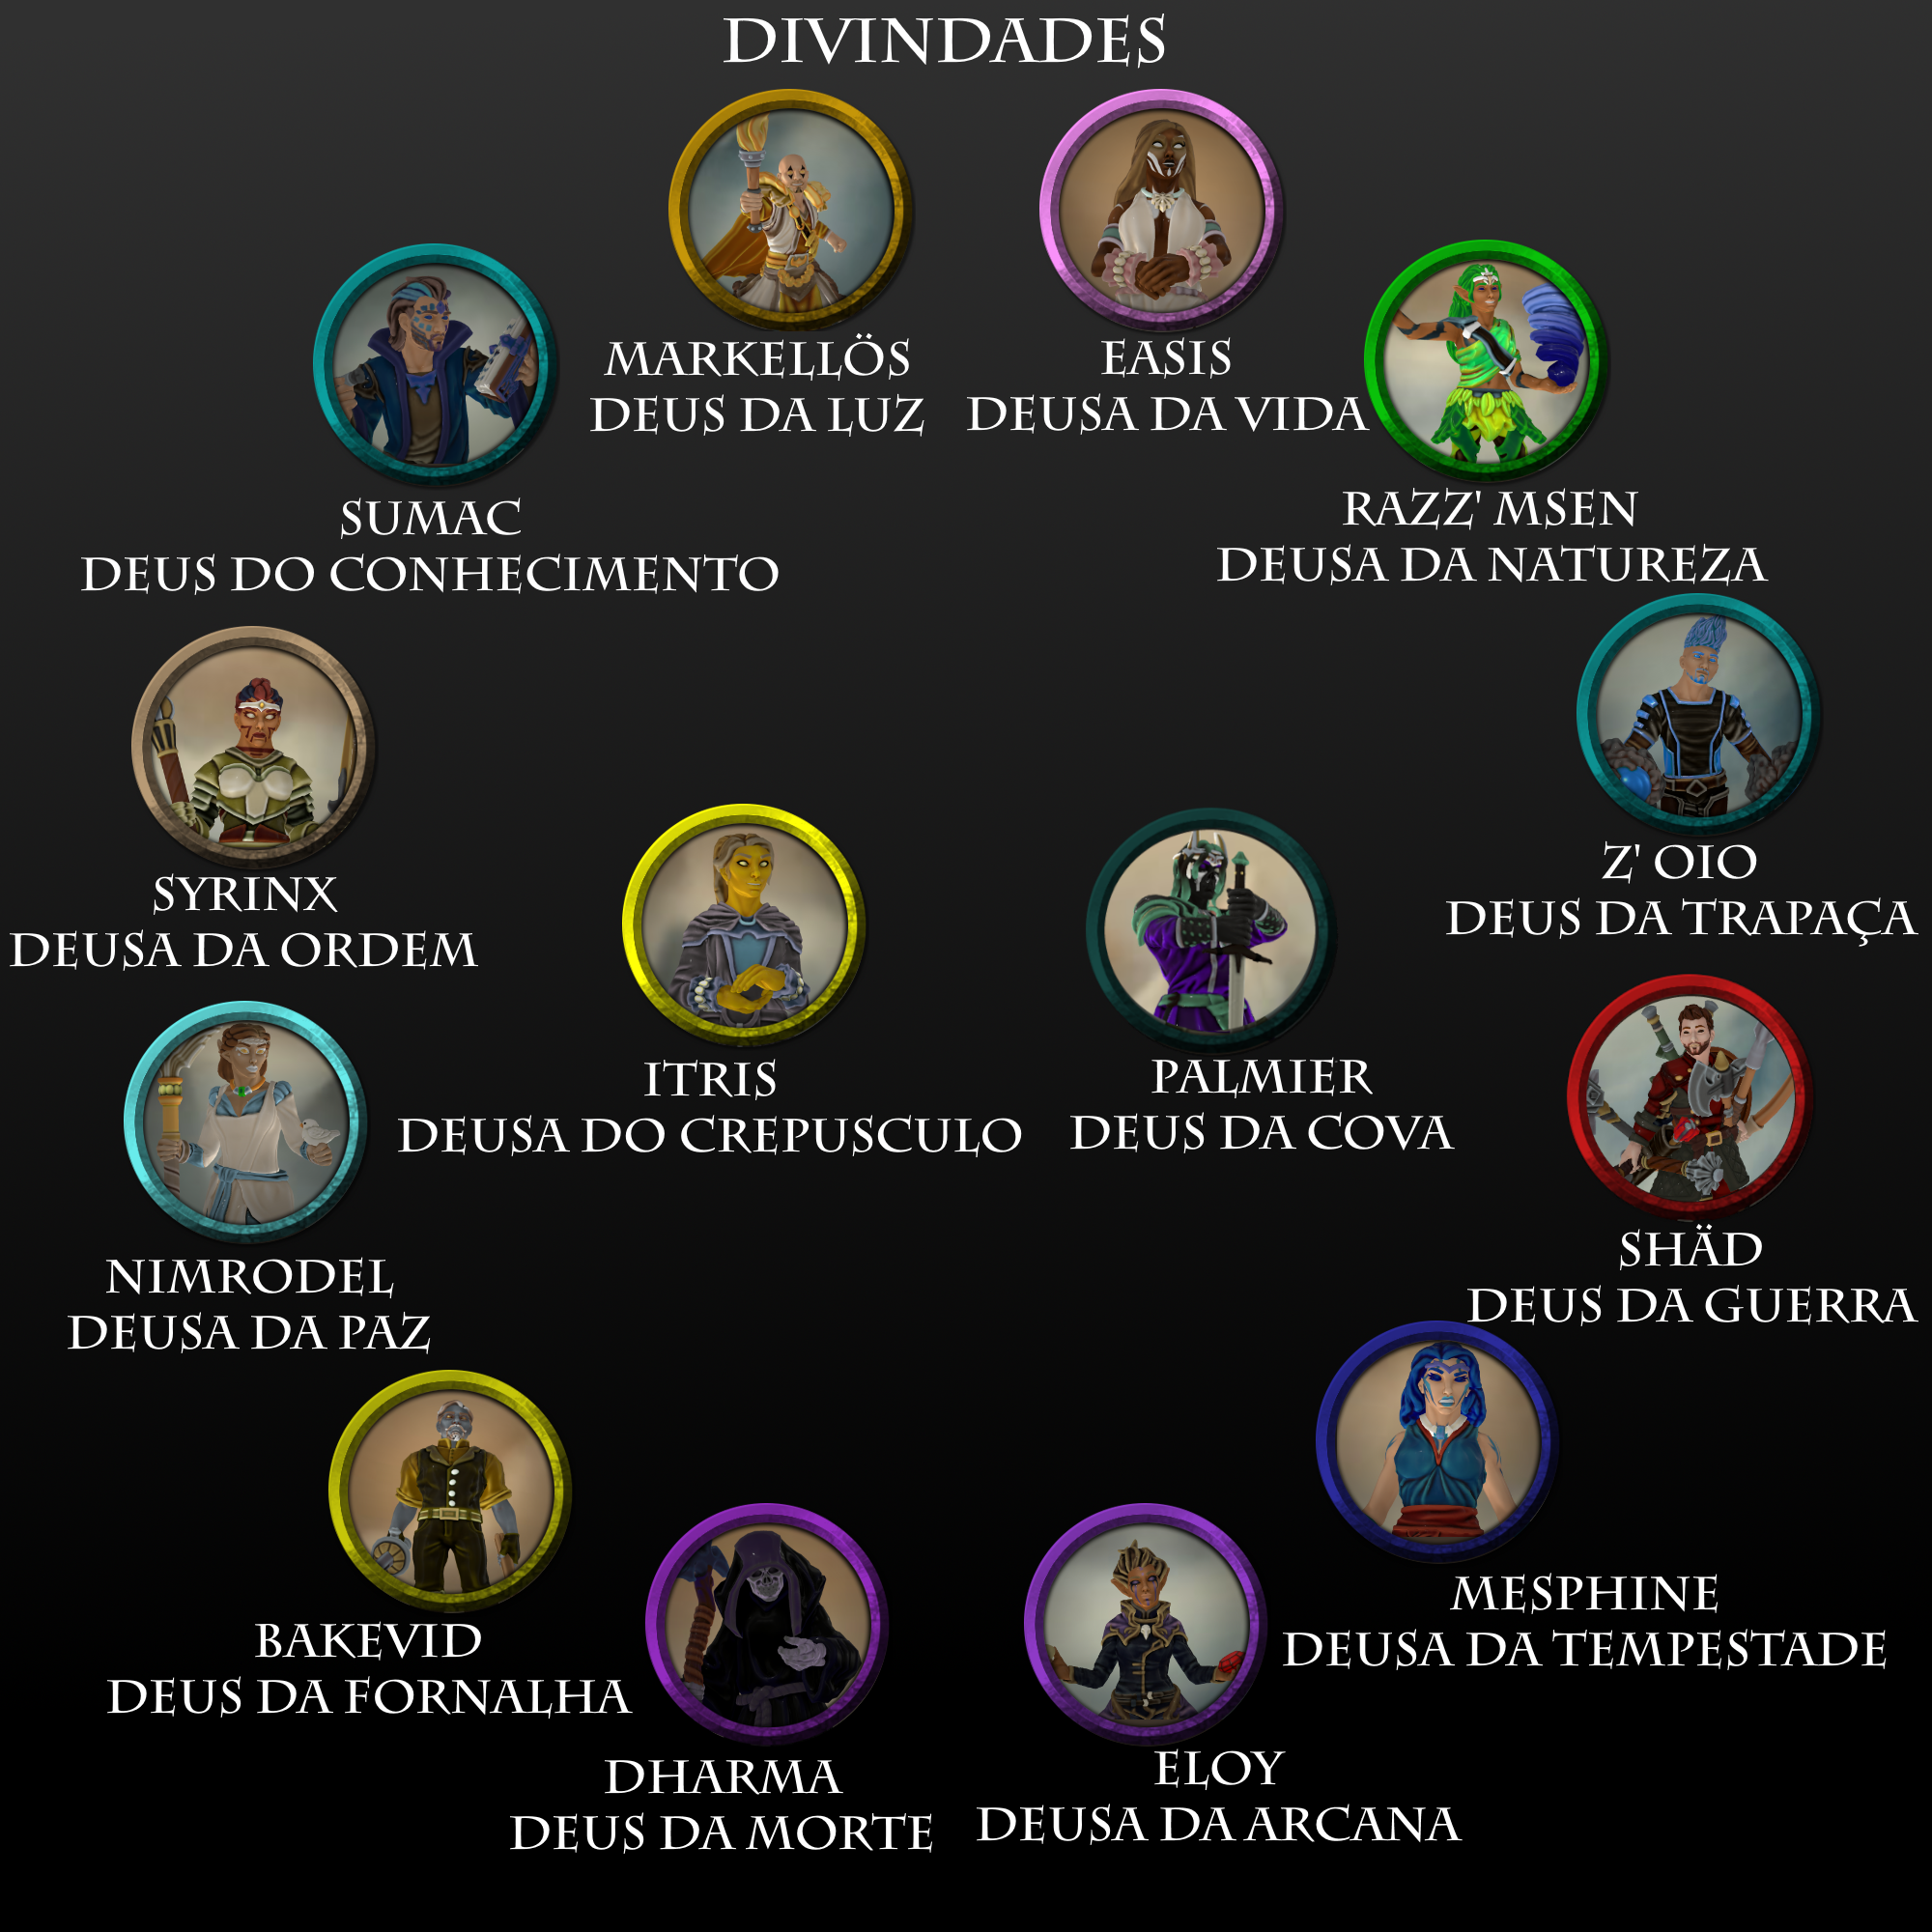 DIVINDADES
MARKELLÖS
DEUS DA LUZ
EASIS
DEUSA DA VIDA
SUMAC
DEUS DO CONHECIMENTO
RAZZ' MSEN
DEUSA DA NATUREZA
SYRINX
DEUSA DA ORDEM
Z' OIO
DEUS DA TRAPAÇA
ITRIS
DEUSA DO CREPUSCULO
PALMIER
DEUS DA COVA
NIMRODEL
DEUSA DA PAZ
SHÄD
DEUS DA GUERRA
BAKEVID
DEUS DA FORNALHA
MESPHINE
DEUSA DA TEMPESTADE
DHARMA
DEUS DA MORTE
ELOY
DEUSA DA ARCANA